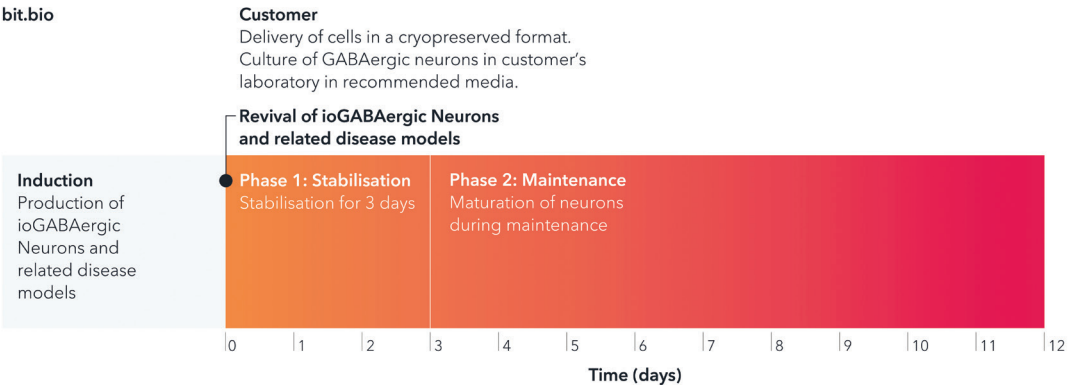 bit.bio
Customer
Delivery of cells in a cryopreserved format.
Culture of GABAergic neurons in customer's
laboratory in recommended media.
Revival of ioGABAergic Neurons
and related disease models
Induction
Production of
ioGABAergic
Neurons and
related disease
models
Phase 1: Stabilisation
Stabilisation for 3 days
Phase 2: Maintenance
Maturation of neurons
during maintenance
0 1 2 3 4 5 6 7 8 9 10 11 12
Time (days)